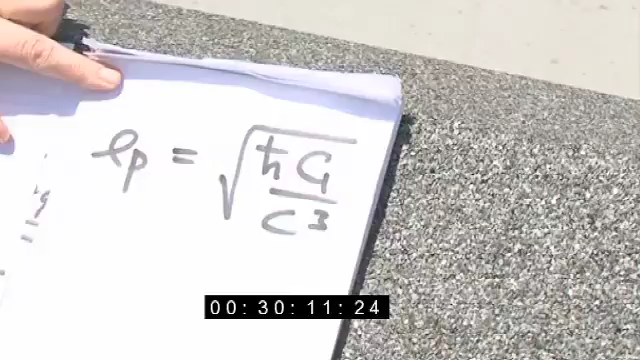 ℓp = √(ħG/c³)
00:30:11:24